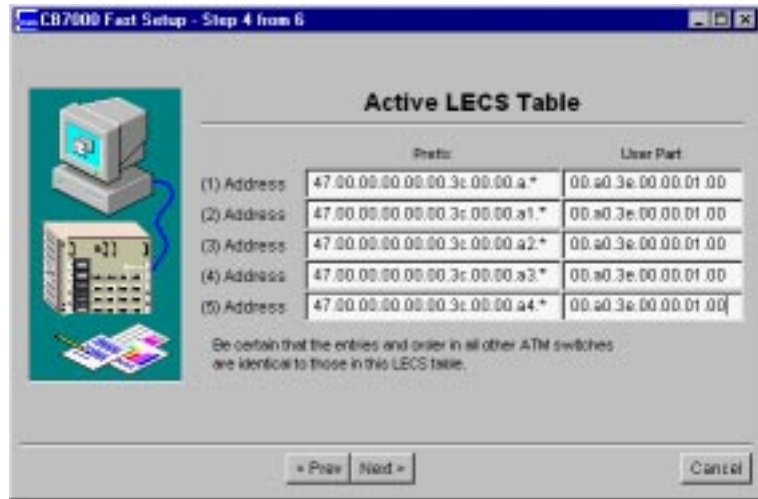 CB7000 Fast Setup - Step 4 from 6
Active LECS Table
Prefix User Part
(1) Address 47.00.00.00.00.00.3c.00.00.a.* 00.a0.3e.00.00.01.00
(2) Address 47.00.00.00.00.00.3c.00.00.a1.* 00.a0.3e.00.00.01.00
(3) Address 47.00.00.00.00.00.3c.00.00.a2.* 00.a0.3e.00.00.01.00
(4) Address 47.00.00.00.00.00.3c.00.00.a3.* 00.a0.3e.00.00.01.00
(5) Address 47.00.00.00.00.00.3c.00.00.a4.* 00.a0.3e.00.00.01.00
Be certain that the entries and order in all other ATM switches
are identical to those in this LECS table.
« Prev Next » Cancel